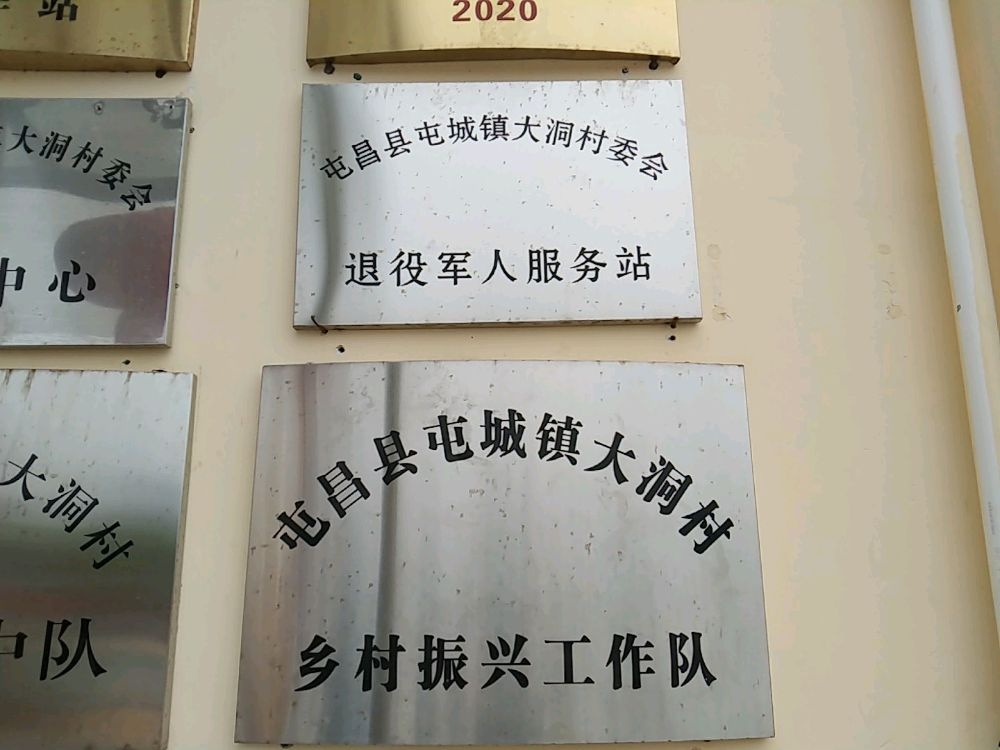 站
2020
大洞村委会
中心
屯昌县屯城镇大洞村委会
退役军人服务站
大洞村
中队
屯昌县屯城镇大洞村
乡村振兴工作队